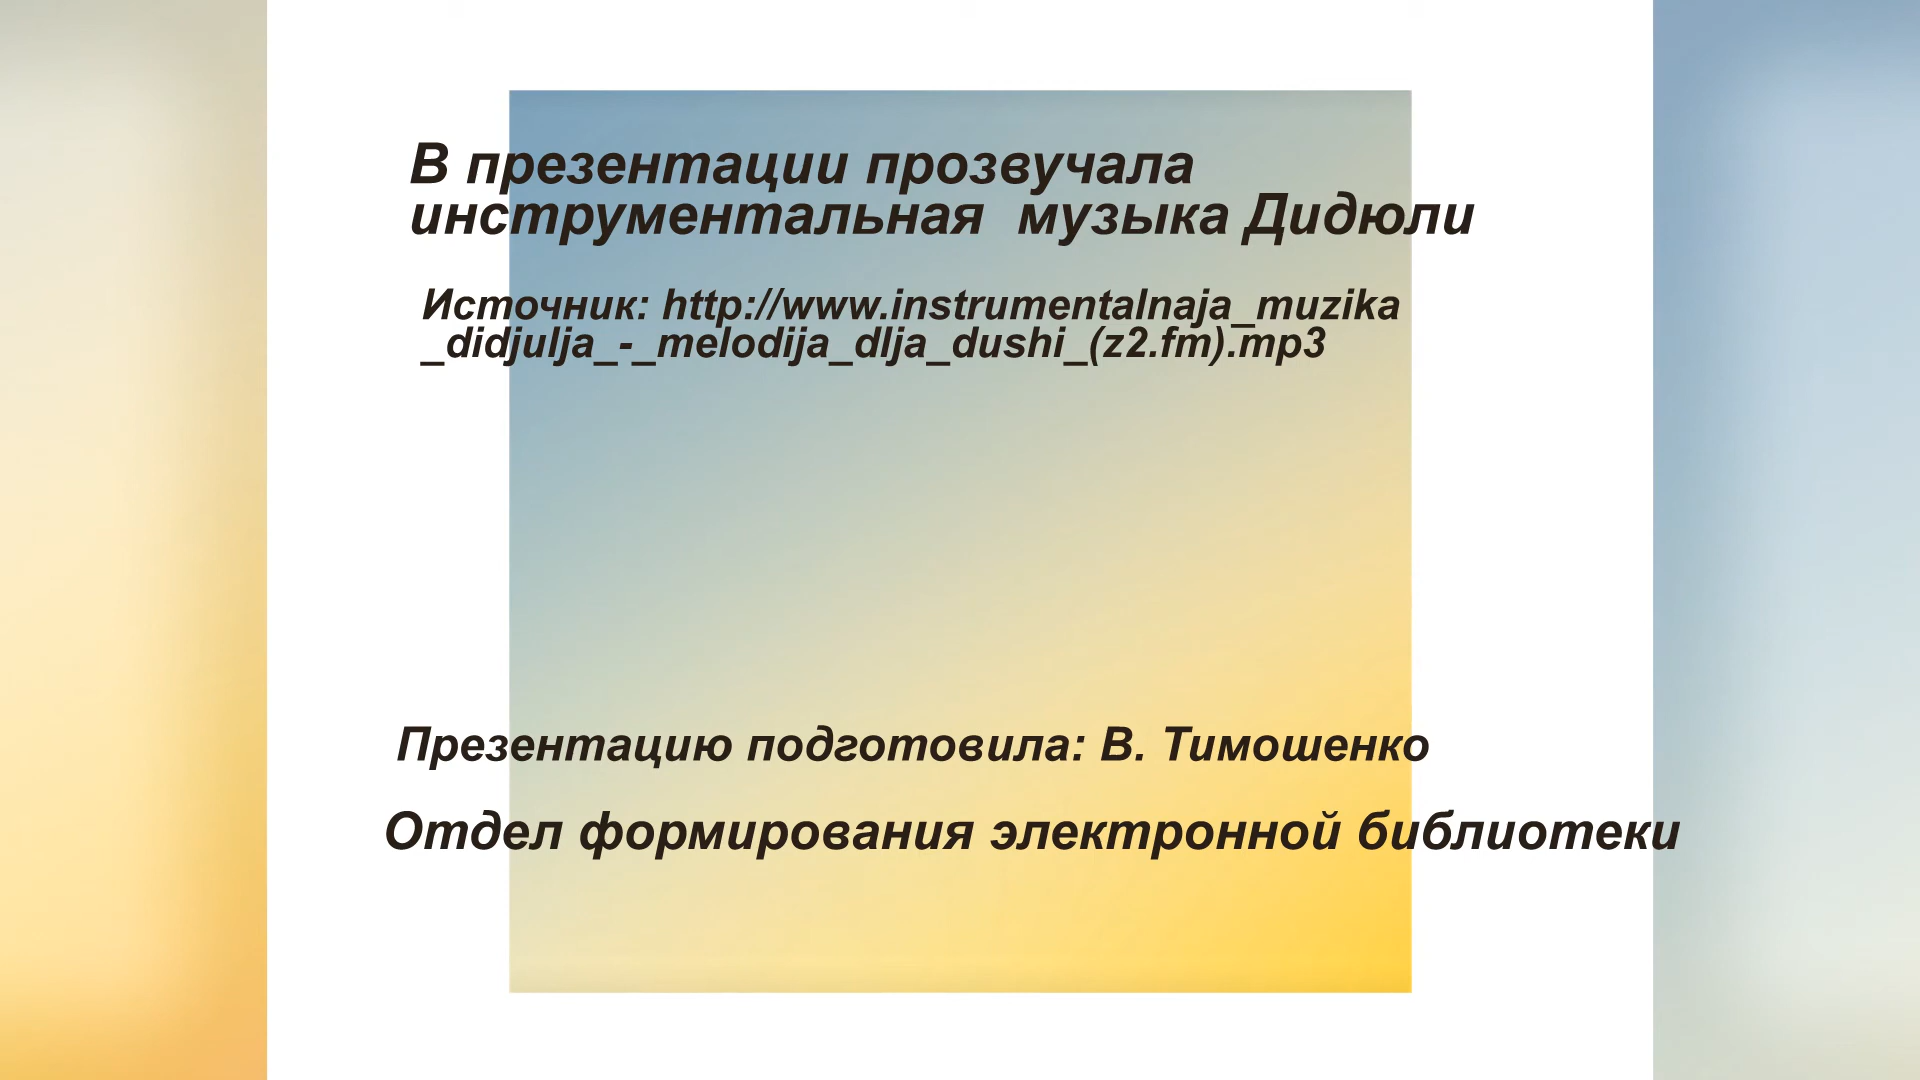 В презентации прозвучала
инструментальная  музыка Дидюли
Источник: http://www.instrumentalnaja_muzika
_didjulja_-_melodija_dlja_dushi_(z2.fm).mp3
Презентацию подготовила: В. Тимошенко
Отдел формирования электронной библиотеки